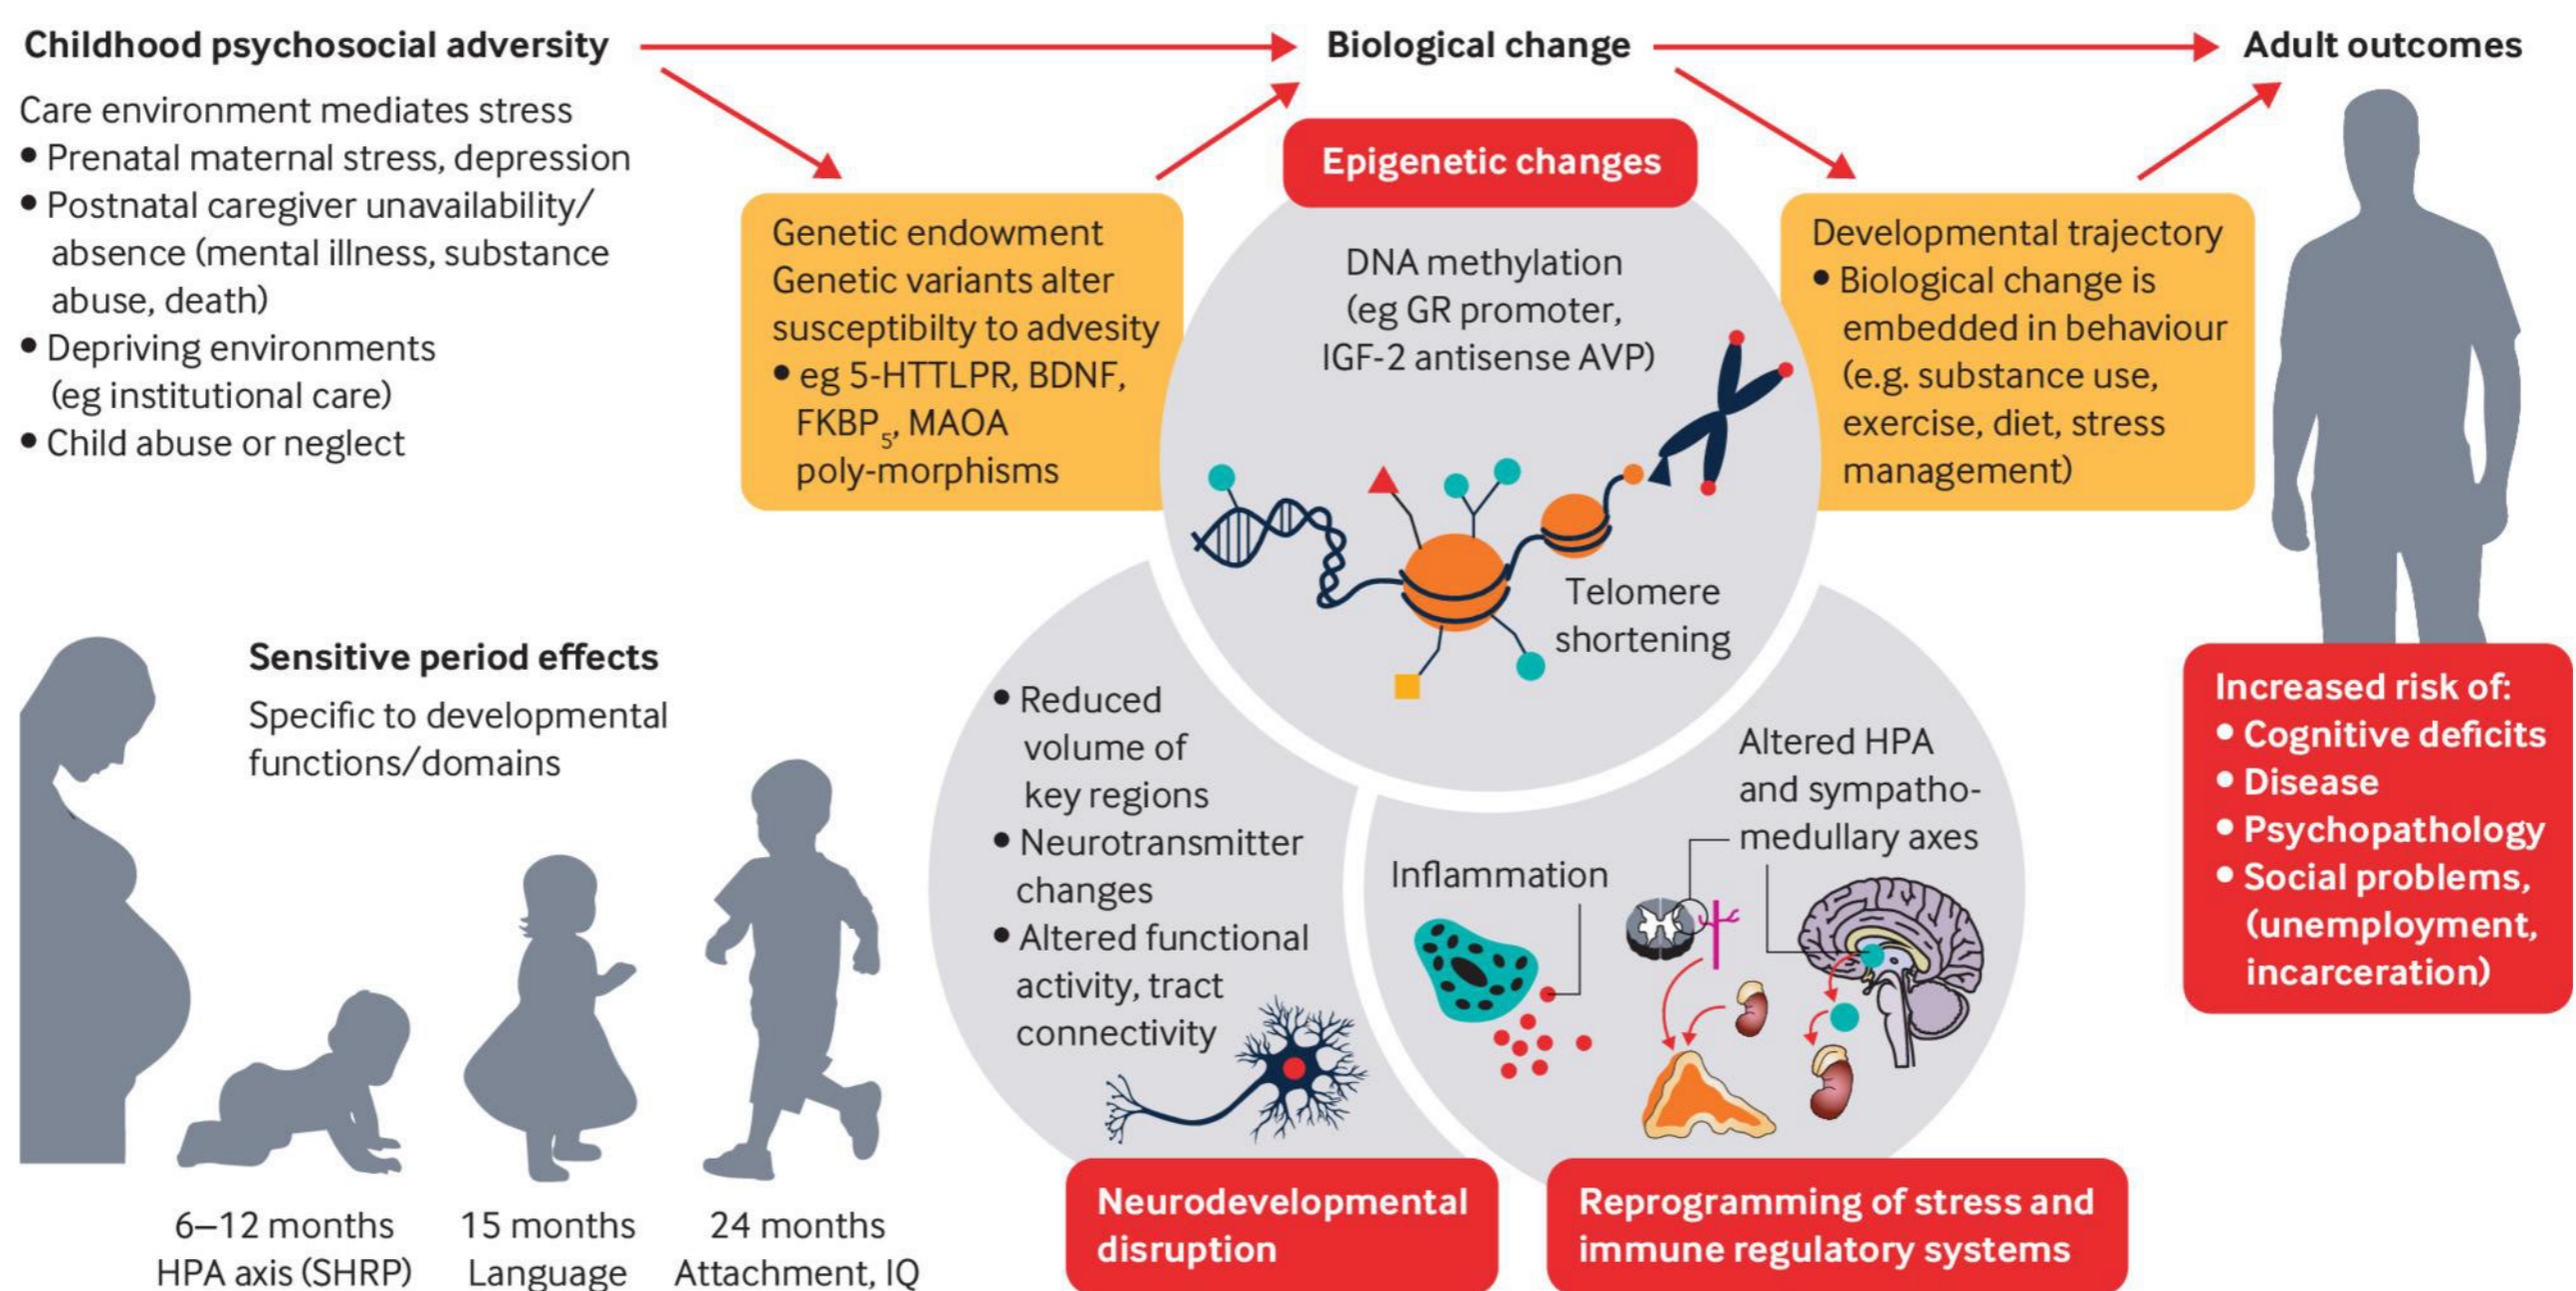 Childhood psychosocial adversity
Care environment mediates stress
• Prenatal maternal stress, depression
• Postnatal caregiver unavailability/
absence (mental illness, substance
abuse, death)
• Depriving environments
(eg institutional care)
• Child abuse or neglect
Sensitive period effects
Specific to developmental
functions/domains
6–12 months
HPA axis (SHRP)
15 months
Language
24 months
Attachment, IQ
Genetic endowment
Genetic variants alter
susceptibilty to advesity
• eg 5-HTTLPR, BDNF,
FKBP5, MAOA
poly-morphisms
Biological change
Epigenetic changes
DNA methylation
(eg GR promoter,
IGF-2 antisense AVP)
Telomere
shortening
• Reduced
volume of
key regions
• Neurotransmitter
changes
• Altered functional
activity, tract
connectivity
Neurodevelopmental
disruption
Inflammation
Altered HPA
and sympatho-
medullary axes
Reprogramming of stress and
immune regulatory systems
Developmental trajectory
• Biological change is
embedded in behaviour
(e.g. substance use,
exercise, diet, stress
management)
Adult outcomes
Increased risk of:
• Cognitive deficits
• Disease
• Psychopathology
• Social problems,
(unemployment,
incarceration)